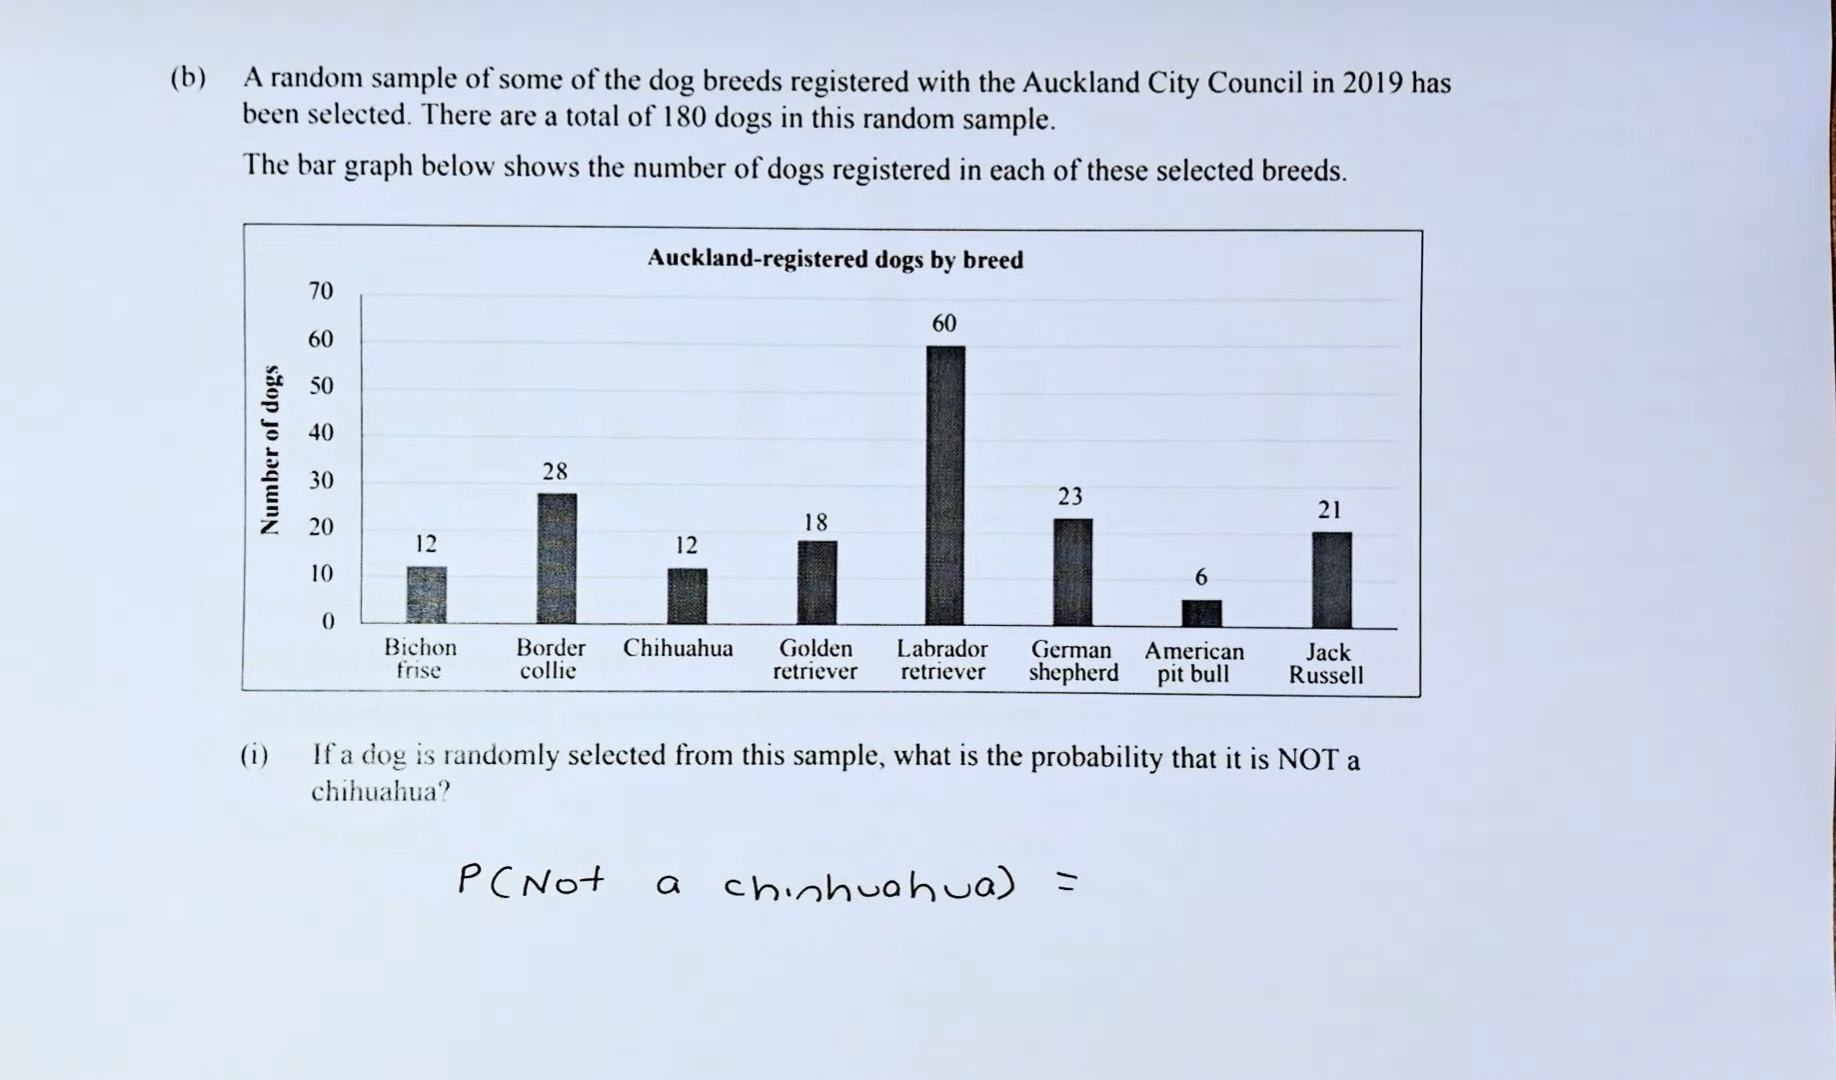 (b) A random sample of some of the dog breeds registered with the Auckland City Council in 2019 has
been selected. There are a total of 180 dogs in this random sample.
The bar graph below shows the number of dogs registered in each of these selected breeds.
Auckland-registered dogs by breed
Number of dogs
70
60
50
40
30
20
10
0
12
28
12
18
60
23
6
21
Bichon frise
Border collie
Chihuahua
Golden retriever
Labrador retriever
German shepherd
American pit bull
Jack Russell
(i) If a dog is randomly selected from this sample, what is the probability that it is NOT a
chihuahua?
P(Not a chinhuahua) =